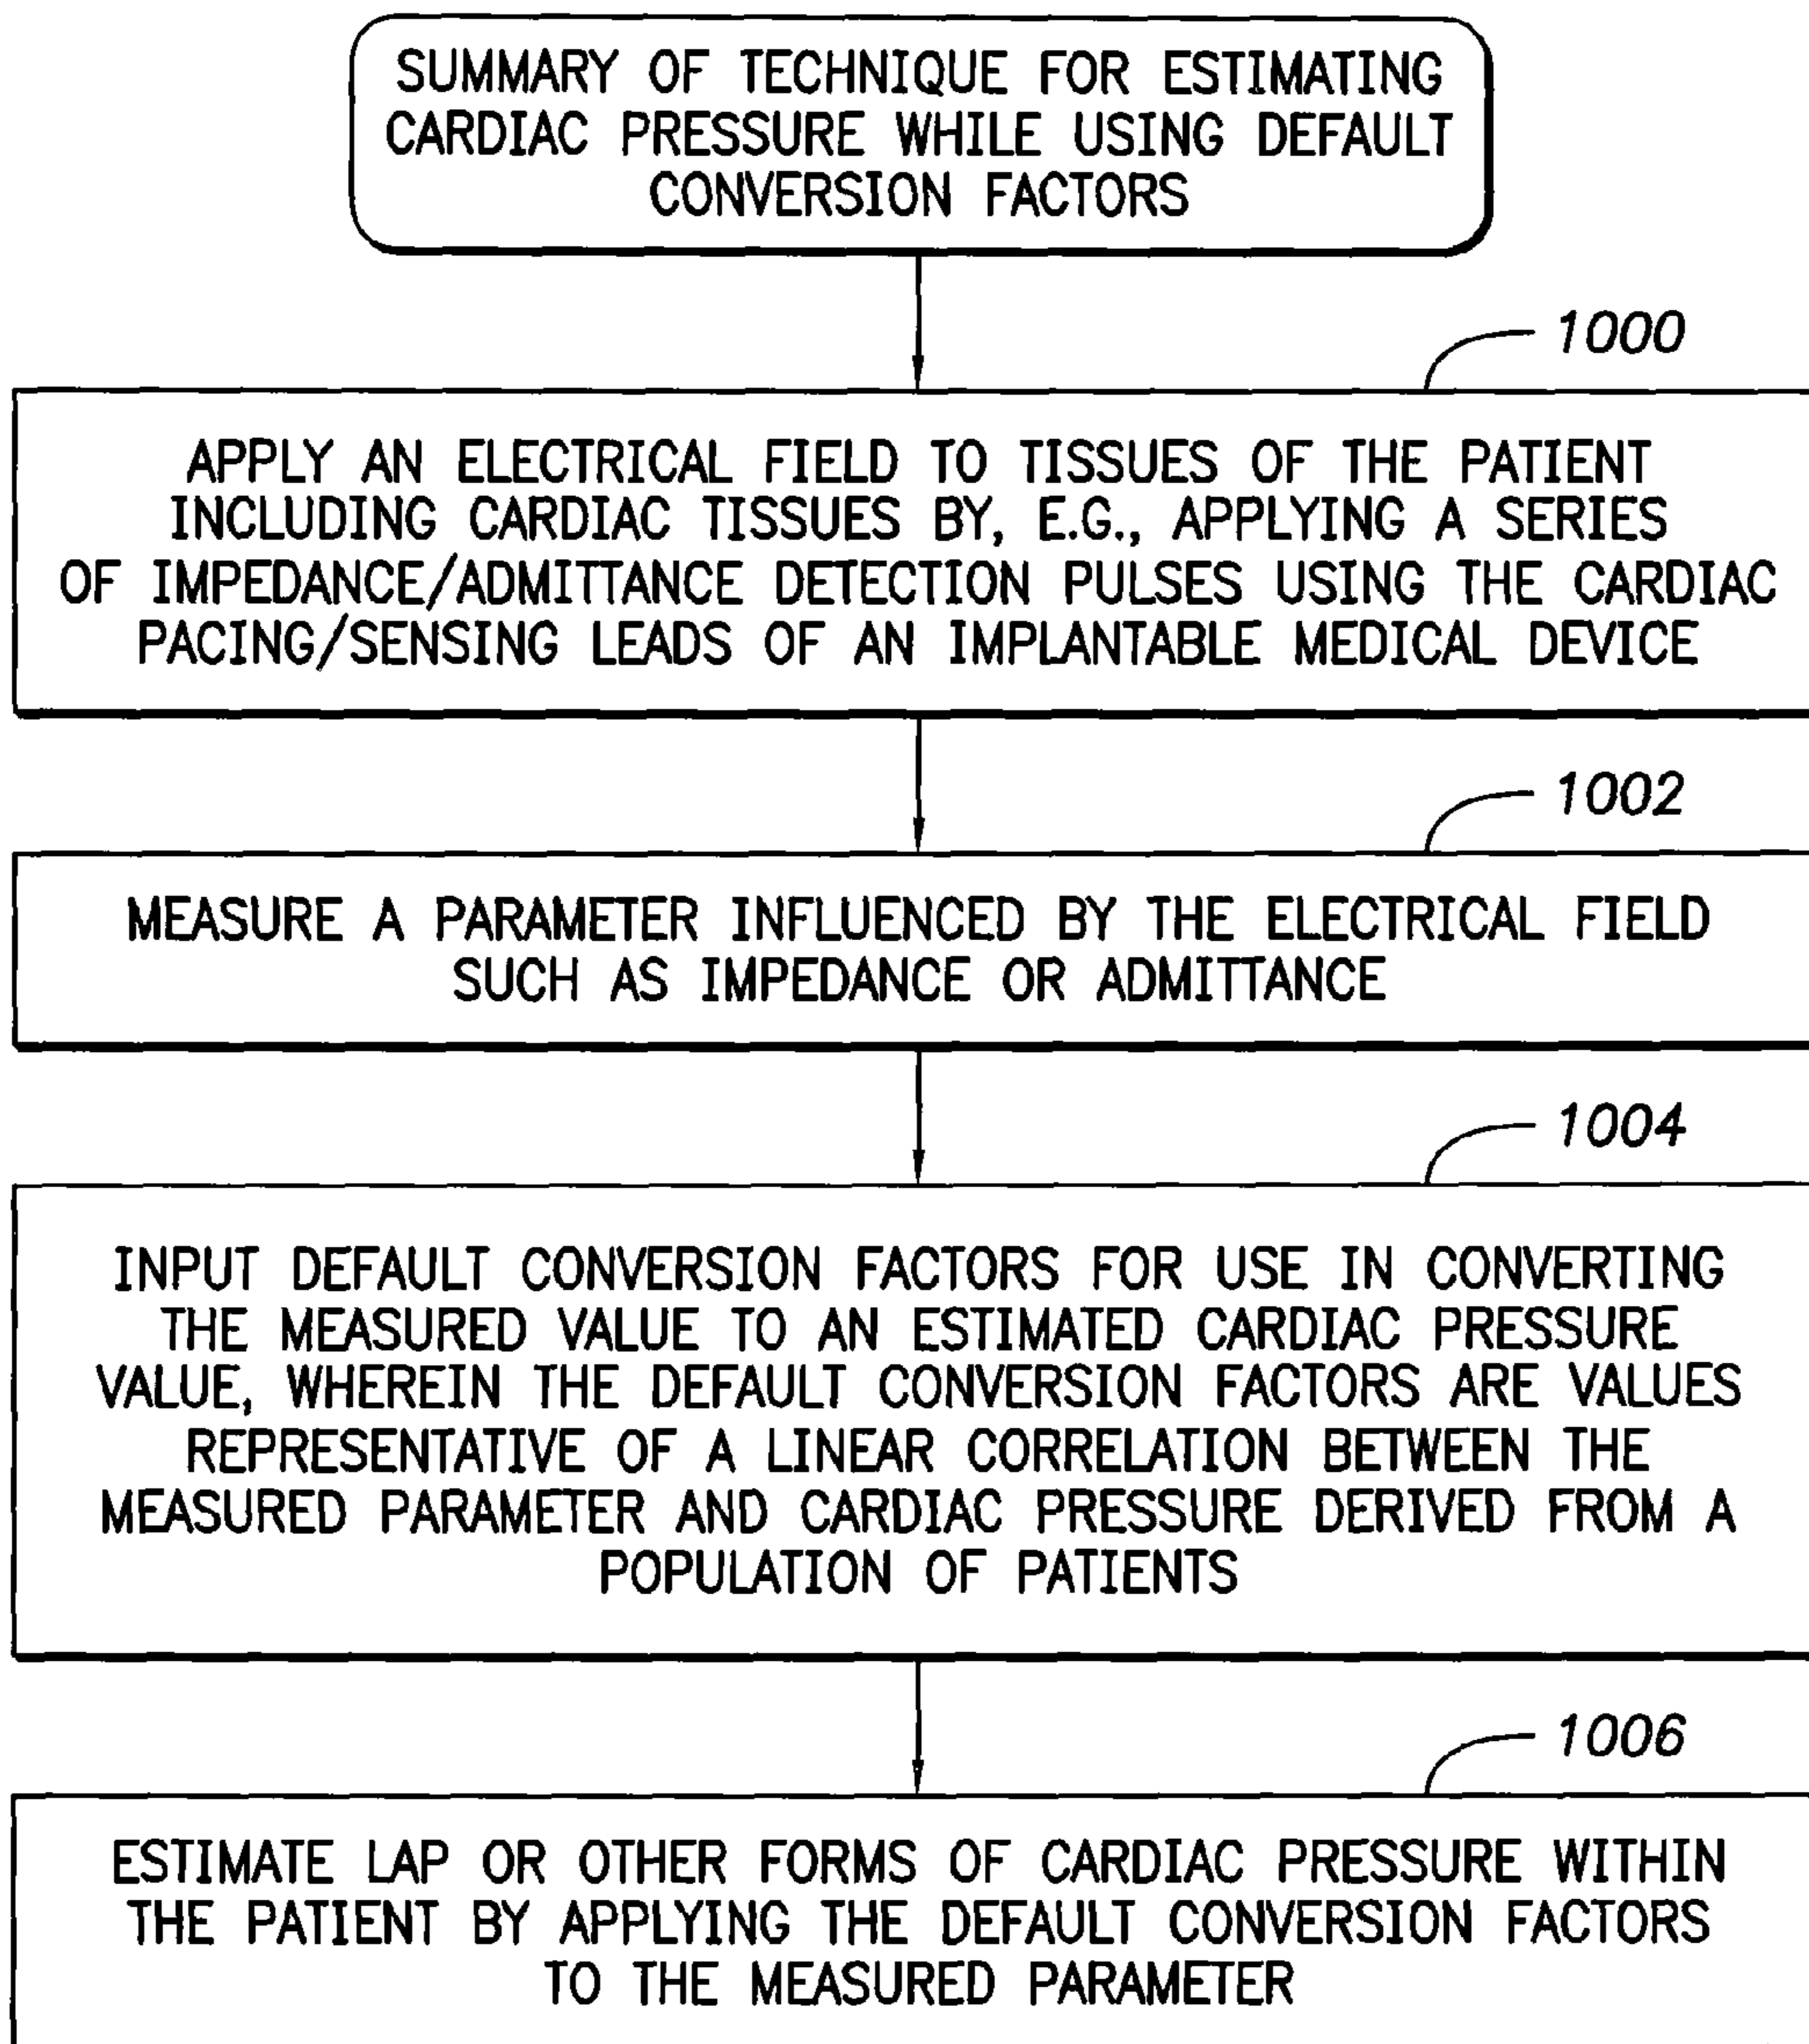 SUMMARY OF TECHNIQUE FOR ESTIMATING
CARDIAC PRESSURE WHILE USING DEFAULT
CONVERSION FACTORS
1000
APPLY AN ELECTRICAL FIELD TO TISSUES OF THE PATIENT
INCLUDING CARDIAC TISSUES BY, E.G., APPLYING A SERIES
OF IMPEDANCE/ADMITTANCE DETECTION PULSES USING THE CARDIAC
PACING/SENSING LEADS OF AN IMPLANTABLE MEDICAL DEVICE
1002
MEASURE A PARAMETER INFLUENCED BY THE ELECTRICAL FIELD
SUCH AS IMPEDANCE OR ADMITTANCE
1004
INPUT DEFAULT CONVERSION FACTORS FOR USE IN CONVERTING
THE MEASURED VALUE TO AN ESTIMATED CARDIAC PRESSURE
VALUE, WHEREIN THE DEFAULT CONVERSION FACTORS ARE VALUES
REPRESENTATIVE OF A LINEAR CORRELATION BETWEEN THE
MEASURED PARAMETER AND CARDIAC PRESSURE DERIVED FROM A
POPULATION OF PATIENTS
1006
ESTIMATE LAP OR OTHER FORMS OF CARDIAC PRESSURE WITHIN
THE PATIENT BY APPLYING THE DEFAULT CONVERSION FACTORS
TO THE MEASURED PARAMETER